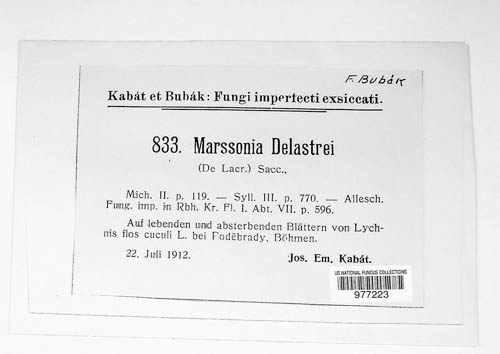 F. Bubák
Kabát et Bubák: Fungi imperfecti exsiccati.
833. Marssonia Delastrei
(De Lacr.) Sacc.,
Mich. II. p. 119. — Syll. III. p. 770. — Allesch.
Fung. imp. in Rbh. Kr. Fl. I. Abt. VII. p. 596.
Auf lebenden und absterbenden Blättern von Lych-
nis flos cuculi L. bei Poděbrady, Böhmen.
22. Juli 1912.
Jos. Em. Kabát.
US NATIONAL FUNGUS COLLECTIONS
977223